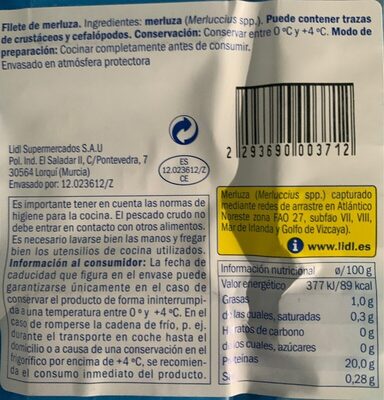 Filete de merluza. Ingredientes: merluza (Merluccius spp.). Puede contener trazas
de crustáceos y cefalópodos. Conservación: Conservar entre 0 ºC y +4 ºC. Modo de
preparación: Cocinar completamente antes de consumir.
Envasado en atmósfera protectora
Lidl Supermercados S.A.U
Pol. Ind. El Saladar II, C/Pontevedra, 7
30564 Lorquí (Murcia)
Envasado por: 12.023612/Z
ES
12.023612/Z
CE
2 293690 003712
Es importante tener en cuenta las normas de
higiene para la cocina. El pescado crudo no
debe entrar en contacto con otros alimentos.
Es necesario lavarse bien las manos y fregar
bien los utensilios de cocina utilizados.
Información al consumidor: La fecha de
caducidad que figura en el envase puede
garantizarse únicamente en el caso de
conservar el producto de forma ininterrumpi-
da a una temperatura entre 0 º y +4 ºC. En el
caso de romperse la cadena de frío, p. ej.
durante el transporte en coche hasta el
domicilio o a causa de una conservación en el
frigorífico por encima de +4 ºC, se recomien-
da el consumo inmediato del producto.
Merluza (Merluccius spp.) capturado
mediante redes de arrastre en Atlántico
Noreste zona FAO 27, subfao VII, VIII,
Mar de Irlanda y Golfo de Vizcaya).
i www.lidl.es
Información nutricional ø/100 g
Valor energético 377 kJ/89 kcal
Grasas 1,0 g
de las cuales, saturadas 0,3 g
Hidratos de carbono 0 g
de los cuales, azúcares 0 g
Proteínas 20,0 g
Sal 0,28 g